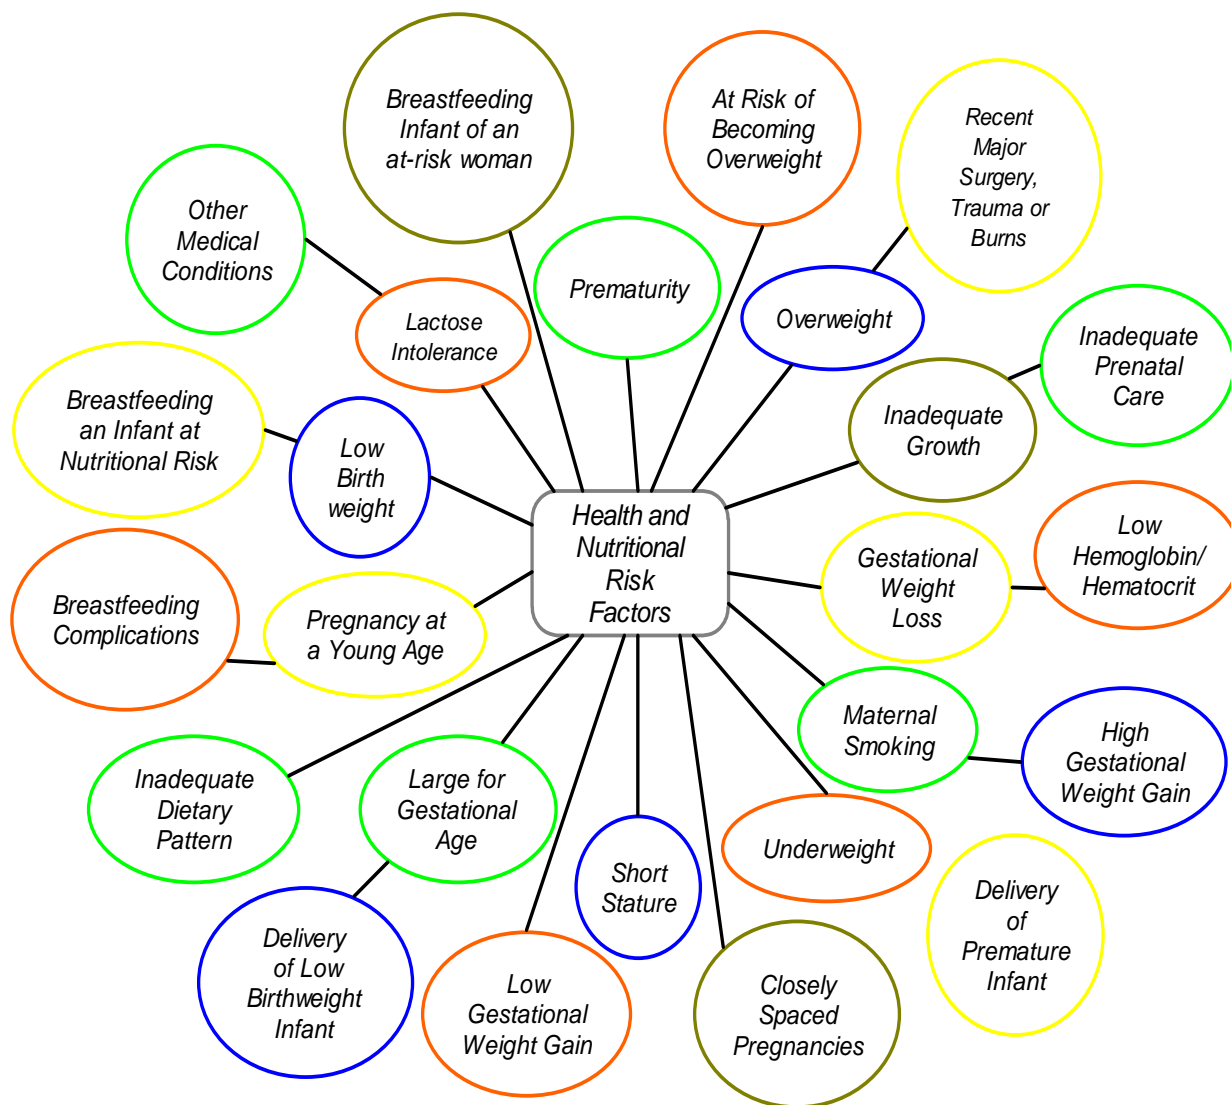 Breastfeeding
Infant of an
at-risk woman
At Risk of
Becoming
Overweight
Recent
Major
Surgery,
Trauma or
Burns
Other
Medical
Conditions
Prematurity
Overweight
Lactose
Intolerance
Inadequate
Prenatal
Care
Breastfeeding
an Infant at
Nutritional Risk
Low
Birth
weight
Inadequate
Growth
Health and
Nutritional
Risk
Factors
Gestational
Weight
Loss
Low
Hemoglobin/
Hematocrit
Breastfeeding
Complications
Pregnancy at
a Young Age
Maternal
Smoking
High
Gestational
Weight Gain
Inadequate
Dietary
Pattern
Large for
Gestational
Age
Short
Stature
Underweight
Delivery
of
Premature
Infant
Delivery
of Low
Birthweight
Infant
Low
Gestational
Weight Gain
Closely
Spaced
Pregnancies